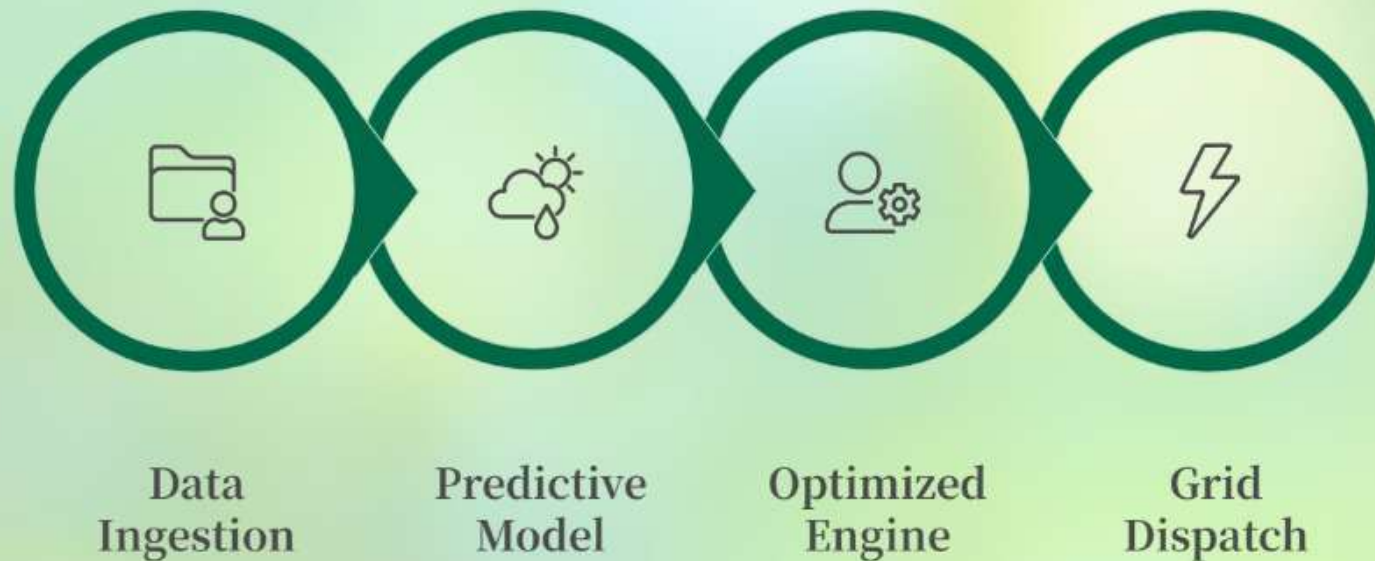 Data
Ingestion
Predictive
Model
Optimized
Engine
Grid
Dispatch